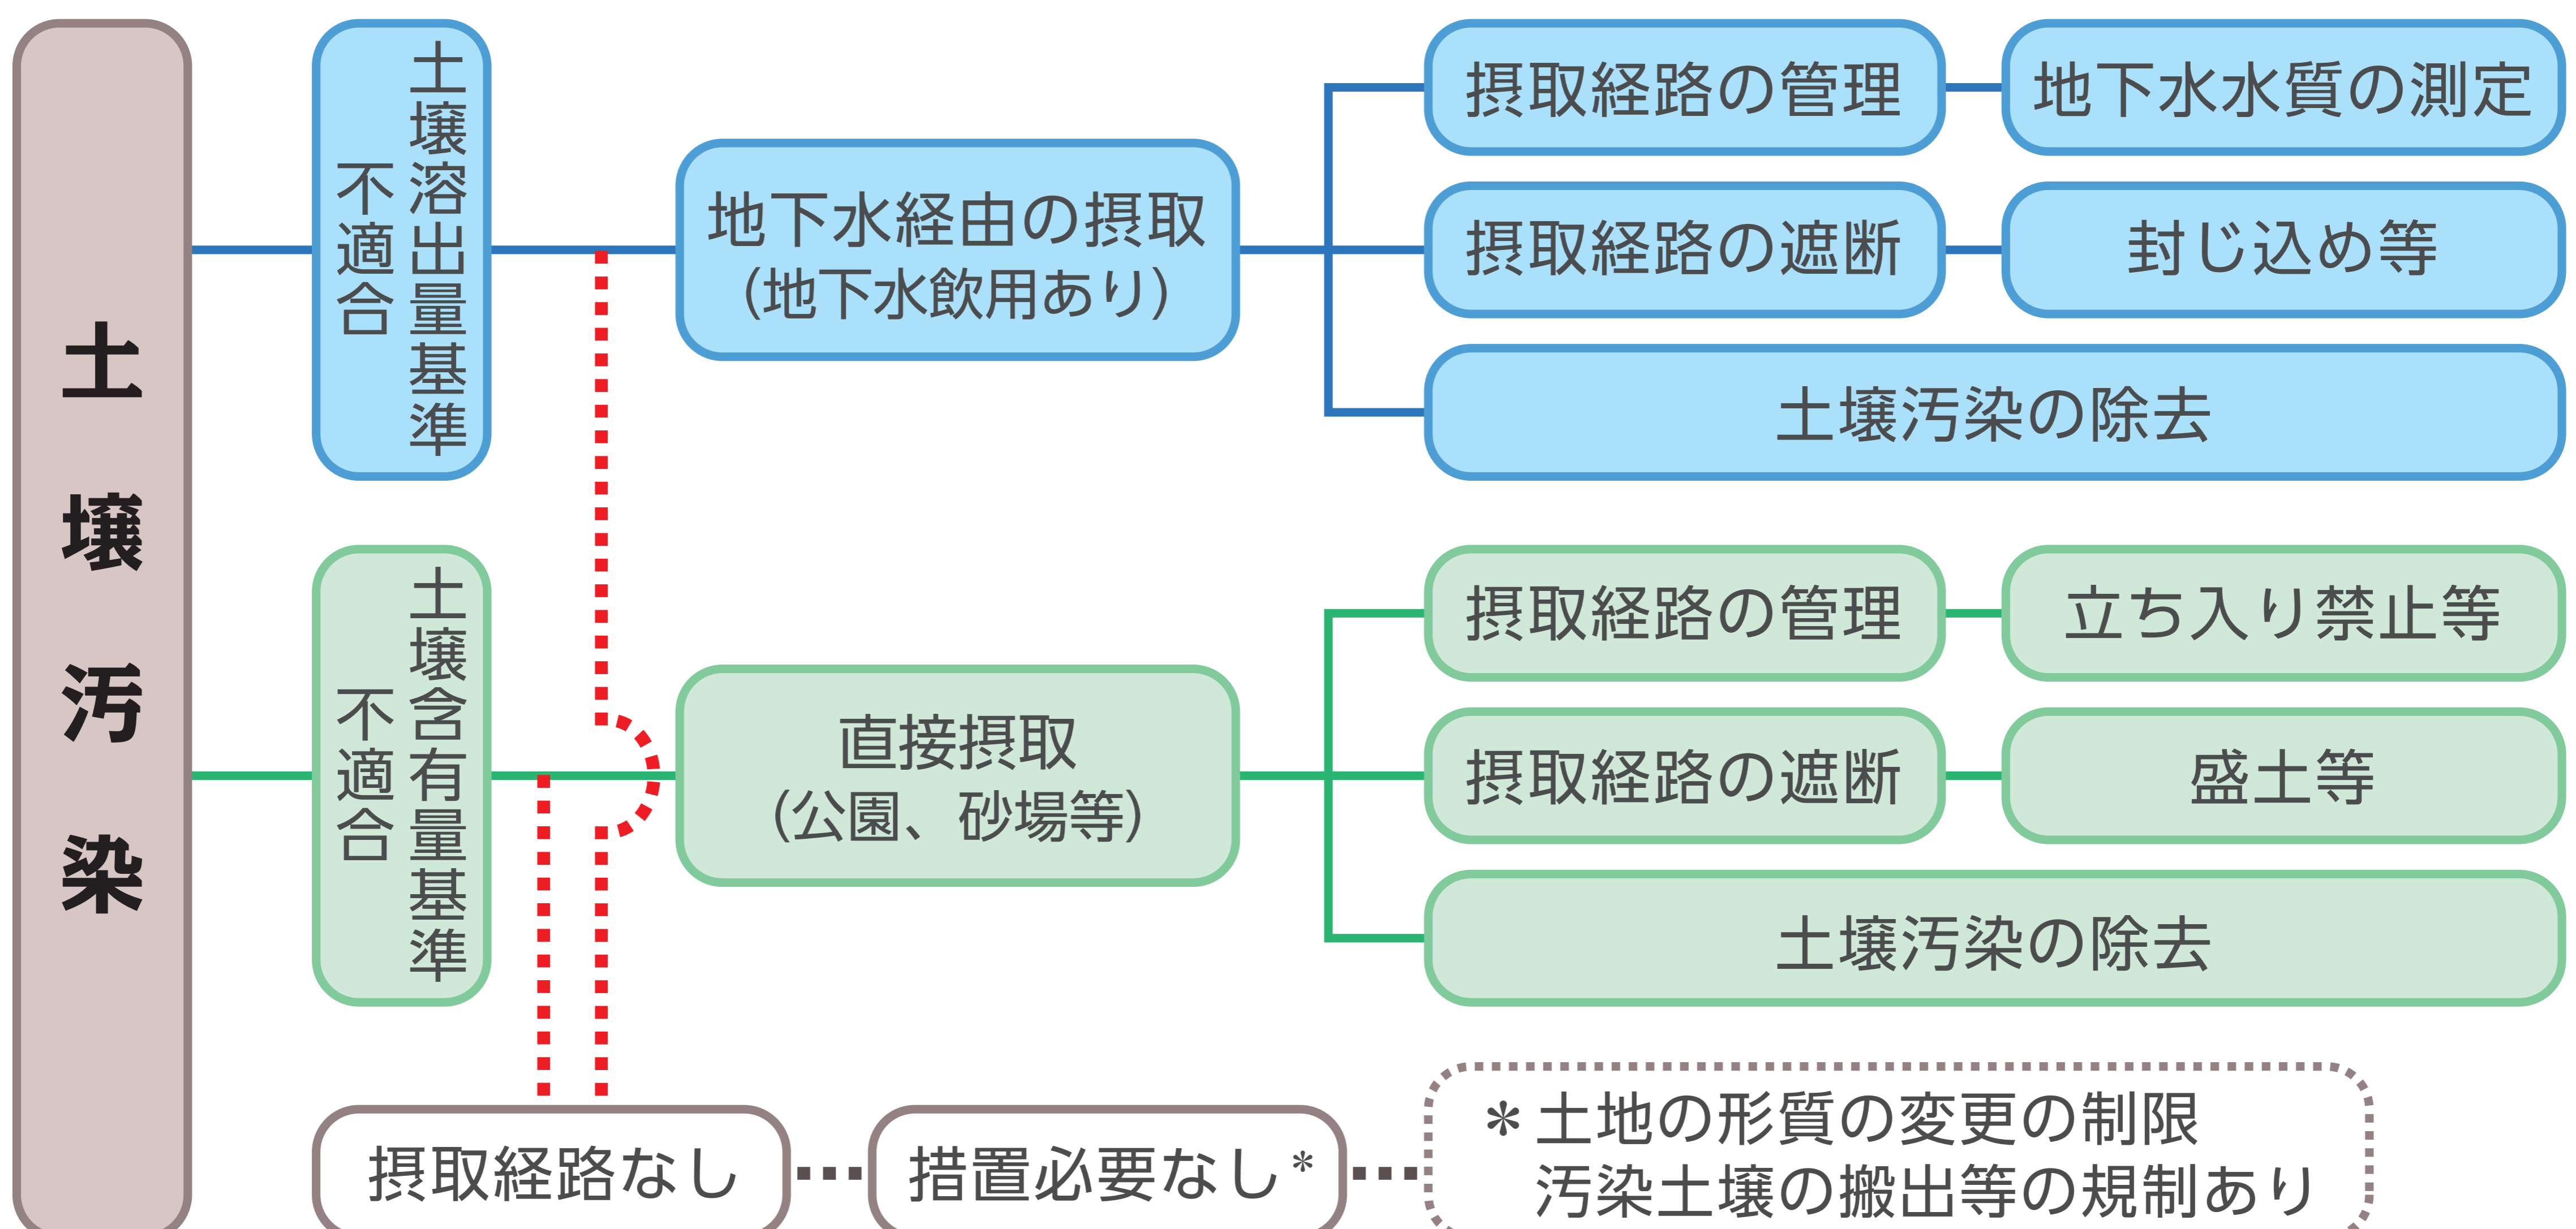 土壌汚染
土壌溶出量基準
不適合
地下水経由の摂取
（地下水飲用あり）
摂取経路の管理
地下水水質の測定
摂取経路の遮断
封じ込め等
土壌汚染の除去
土壌含有量基準
不適合
直接摂取
（公園、砂場等）
摂取経路の管理
立ち入り禁止等
摂取経路の遮断
盛土等
土壌汚染の除去
摂取経路なし
措置必要なし*
*土地の形質の変更の制限
汚染土壌の搬出等の規制あり